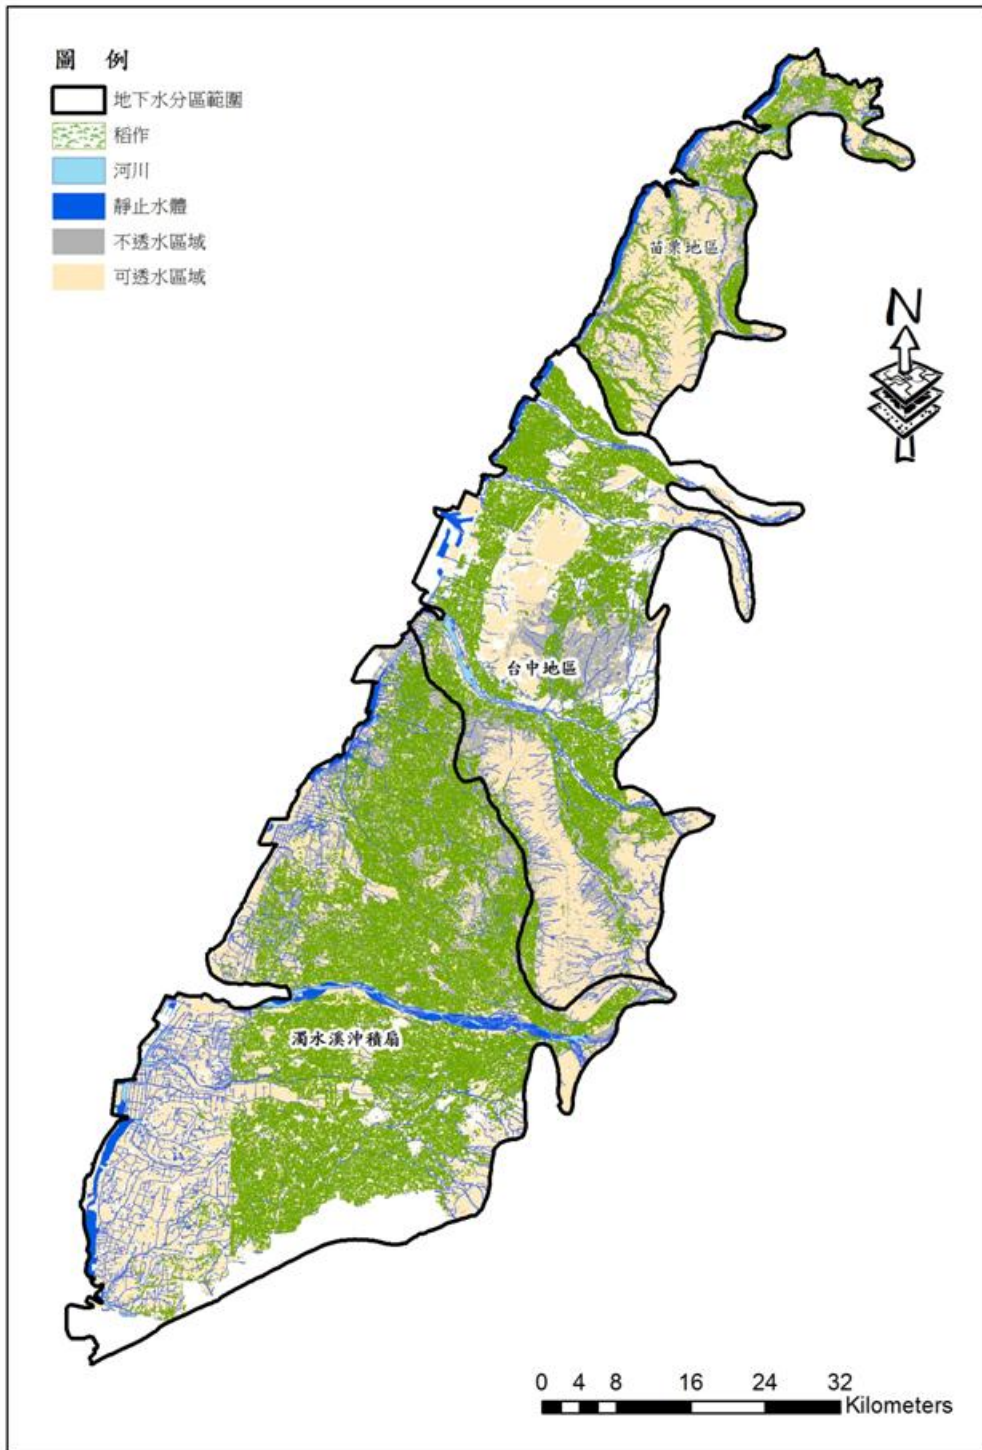 圖 例
地下水分區範圍
稻作
河川
靜止水體
不透水區域
可透水區域
苗栗地區
N
台中地區
濁水溪沖積扇
0 4 8 16 24 32
Kilometers